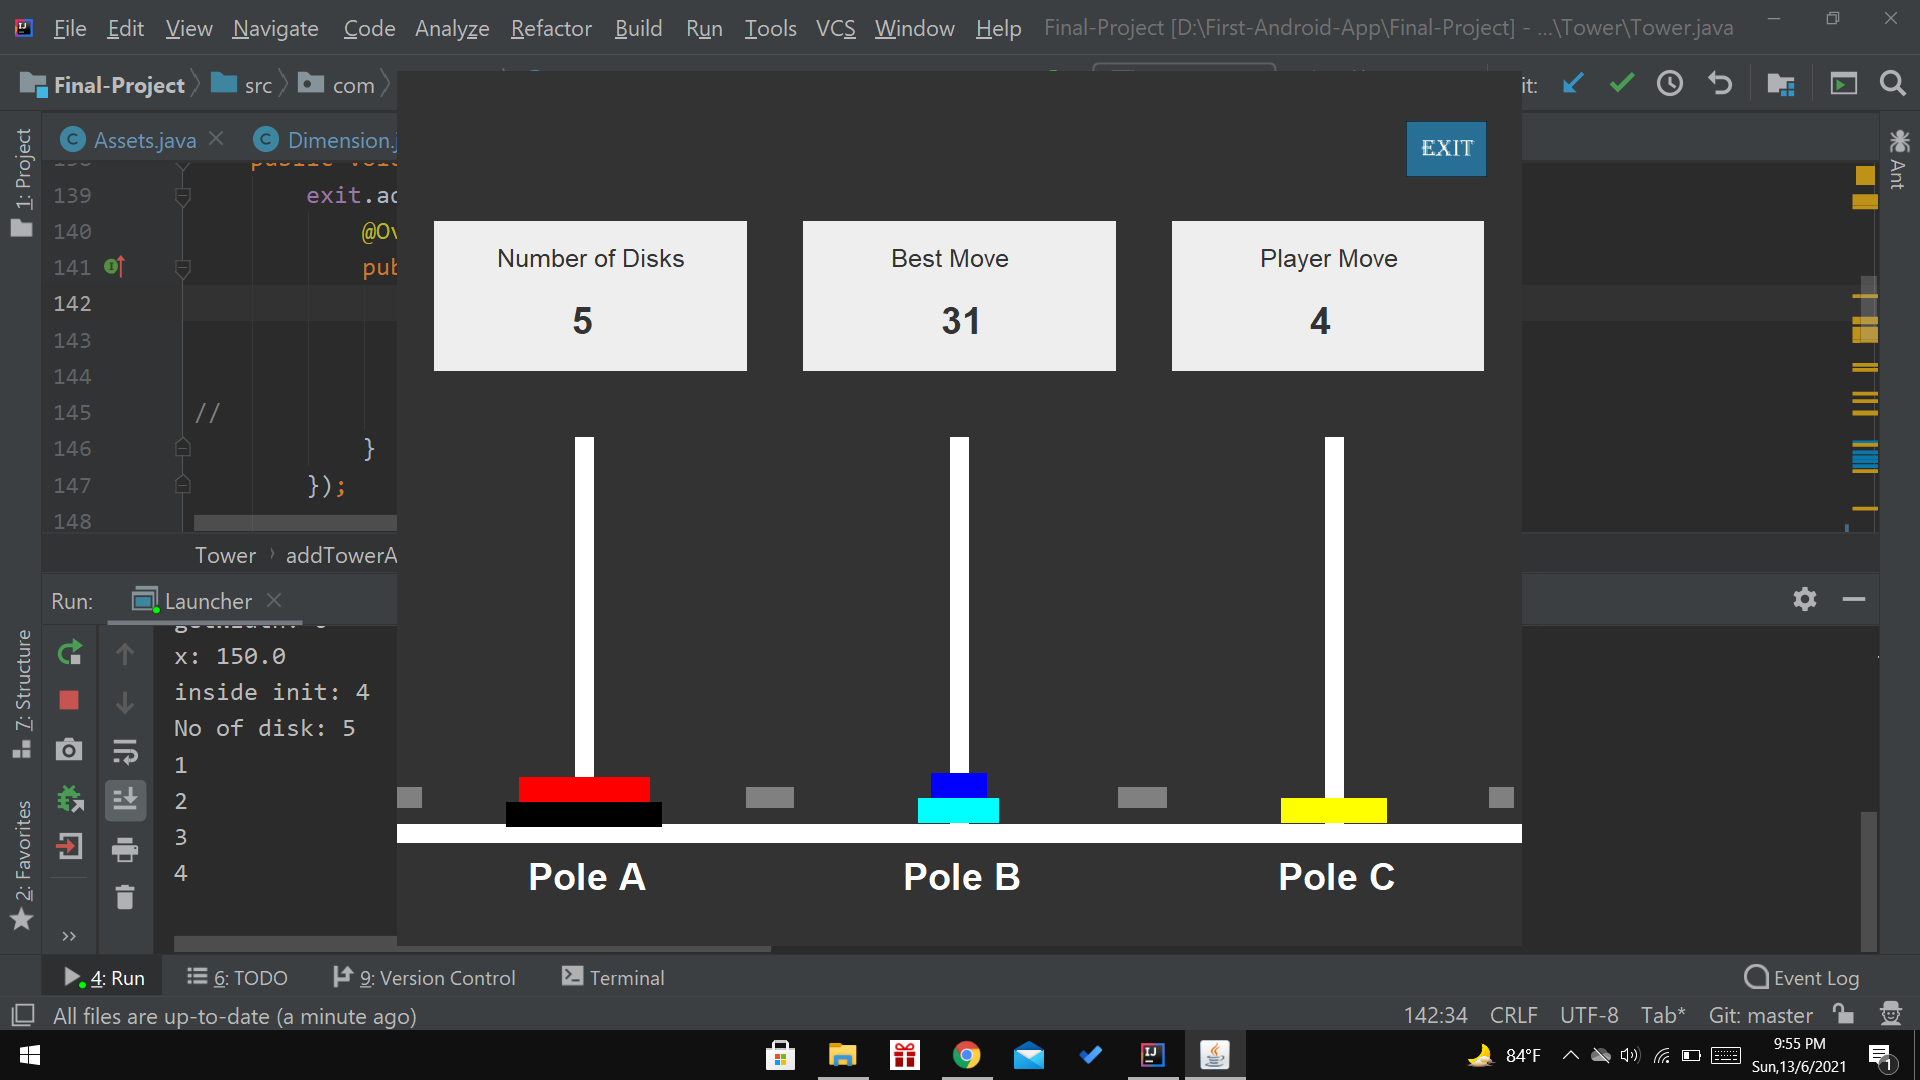 File Edit View Navigate Code Analyze Refactor Build Run Tools VCS Window Help Final-Project [D:\First-Android-App\Final-Project] - ...\Tower\Tower.java
Final-Project src com it:
1: Project
Assets.java Dimension.
Ant
EXIT
139 exit.ad
140 @Ov
141 pub
142
143
144
145 //
146 }
147 });
148
Number of Disks
5
Best Move
31
Player Move
4
Tower addTowerA
Run: Launcher
x: 150.0
inside init: 4
No of disk: 5
1
2
3
4
7: Structure
2: Favorites
Pole A
Pole B
Pole C
4: Run 6: TODO 9: Version Control Terminal Event Log
All files are up-to-date (a minute ago) 142:34 CRLF UTF-8 Tab* Git: master
84°F
9:55 PM
Sun,13/6/2021
1